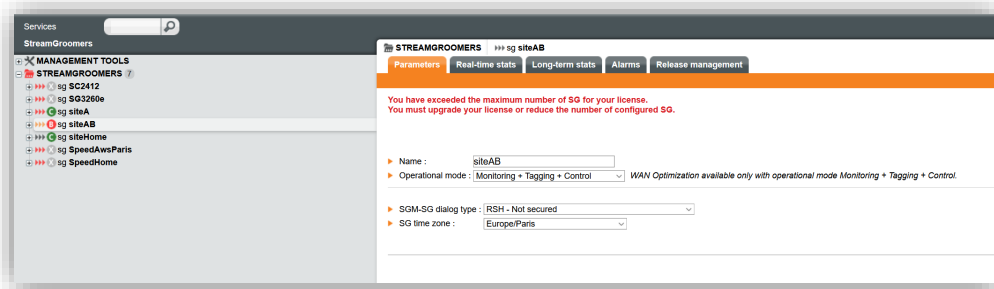 Services
StreamGroomers
MANAGEMENT TOOLS
STREAMGROOMERS 7
sg SC2412
sg SG3260e
C sg siteA
B sg siteAB
C sg siteHome
sg SpeedAwsParis
sg SpeedHome
STREAMGROOMERS sg siteAB
Parameters Real-time stats Long-term stats Alarms Release management
You have exceeded the maximum number of SG for your license.
You must upgrade your license or reduce the number of configured SG.
Name : siteAB
Operational mode : Monitoring + Tagging + Control WAN Optimization available only with operational mode Monitoring + Tagging + Control.
SGM-SG dialog type : RSH - Not secured
SG time zone : Europe/Paris